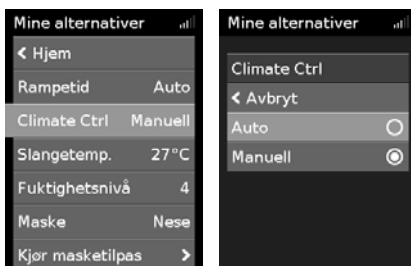 Mine alternativer
< Hjem
Rampetid Auto
Climate Ctrl Manuell
Slangetemp. 27°C
Fuktighetsnivå 4
Maske Nese
Kjør masketilpas >
Mine alternativer
Climate Ctrl
< Avbryt
Auto
Manuell